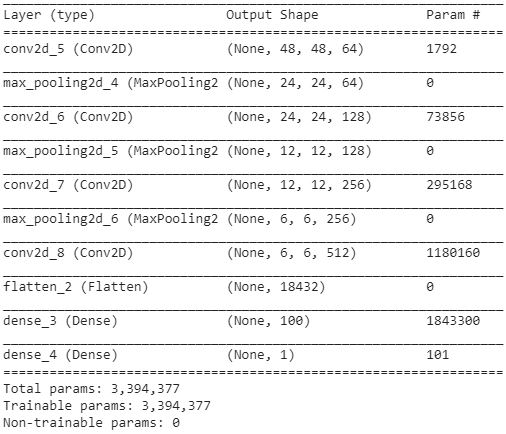 Layer (type) Output Shape Param #
conv2d_5 (Conv2D) (None, 48, 48, 64) 1792
max_pooling2d_4 (MaxPooling2 (None, 24, 24, 64) 0
conv2d_6 (Conv2D) (None, 24, 24, 128) 73856
max_pooling2d_5 (MaxPooling2 (None, 12, 12, 128) 0
conv2d_7 (Conv2D) (None, 12, 12, 256) 295168
max_pooling2d_6 (MaxPooling2 (None, 6, 6, 256) 0
conv2d_8 (Conv2D) (None, 6, 6, 512) 1180160
flatten_2 (Flatten) (None, 18432) 0
dense_3 (Dense) (None, 100) 1843300
dense_4 (Dense) (None, 1) 101
Total params: 3,394,377
Trainable params: 3,394,377
Non-trainable params: 0